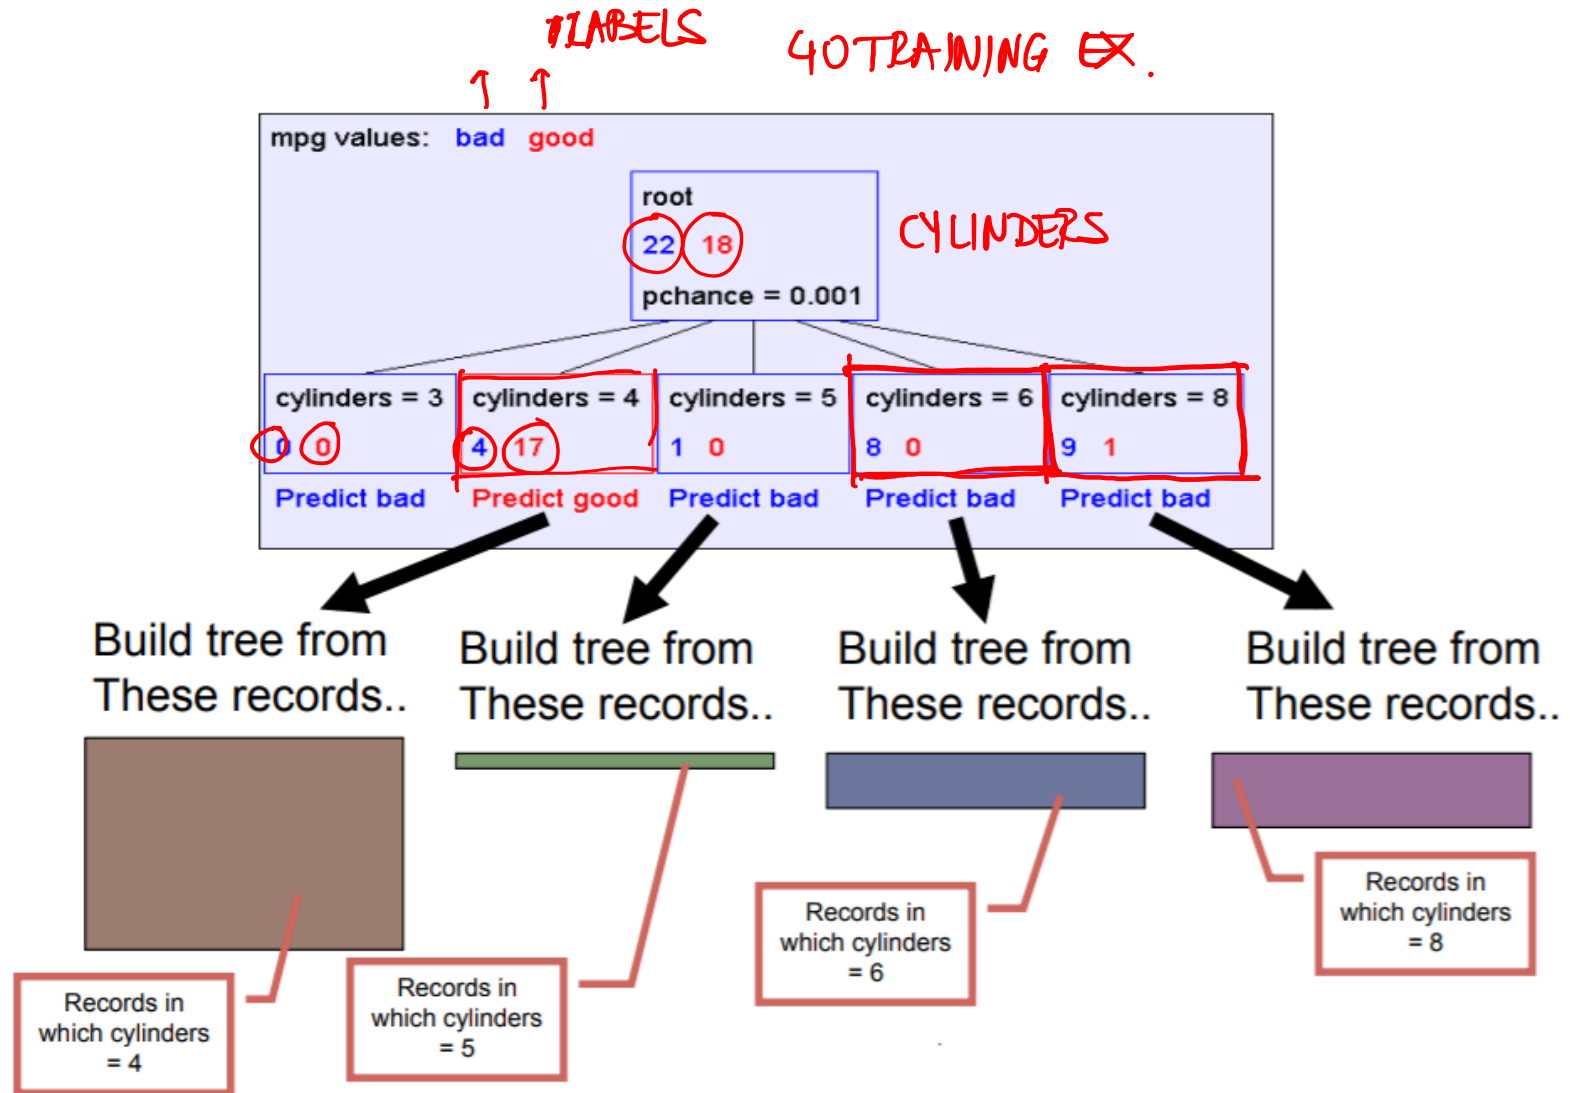 LABELS
40 TRAINING EX.
mpg values: bad good
root
22 18
CYLINDERS
pchance = 0.001
cylinders = 3 cylinders = 4 cylinders = 5 cylinders = 6 cylinders = 8
0 0 4 17 1 0 8 0 9 1
Predict bad Predict good Predict bad Predict bad Predict bad
Build tree from
These records..
Build tree from
These records..
Build tree from
These records..
Build tree from
These records..
Records in
which cylinders
= 4
Records in
which cylinders
= 5
Records in
which cylinders
= 6
Records in
which cylinders
= 8